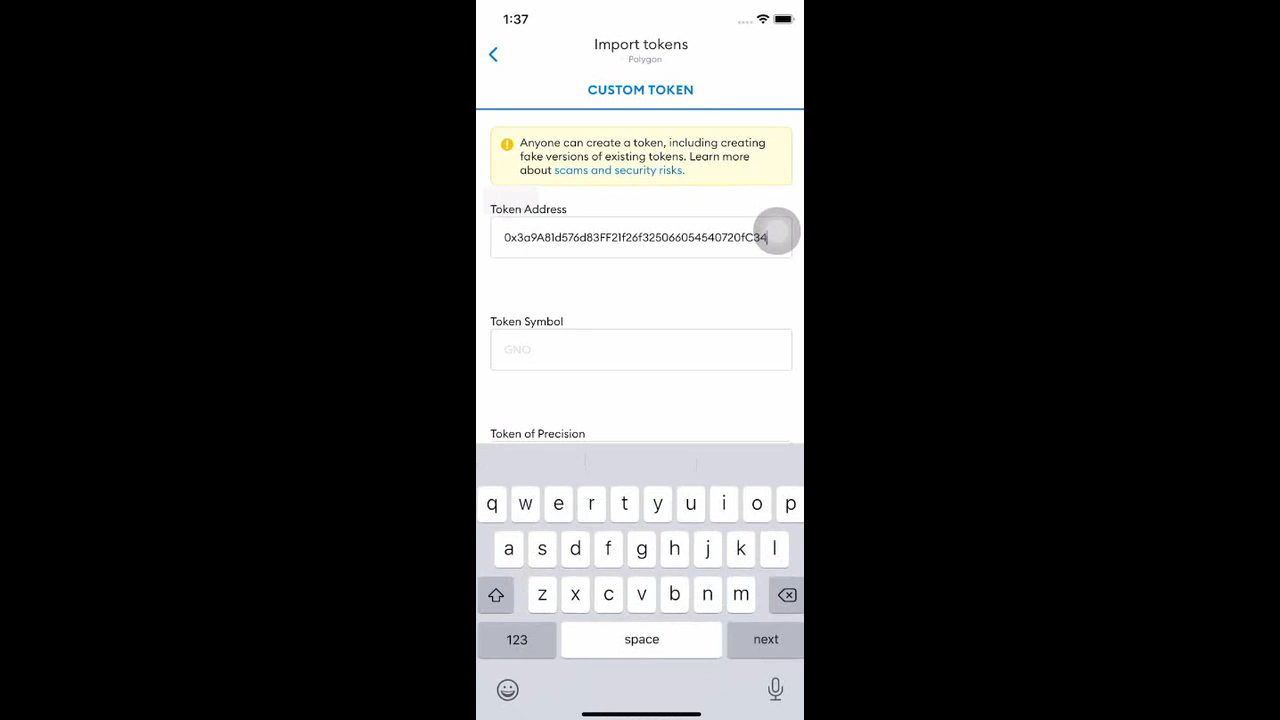 1:37
Import tokens
Polygon
CUSTOM TOKEN
Anyone can create a token, including creating
fake versions of existing tokens. Learn more
about scams and security risks.
Token Address
0x3a9A81d576d83FF21f26f325066054540720fC34
Token Symbol
GNO
Token of Precision
q w e r t y u i o p
a s d f g h j k l
z x c v b n m
123 space next